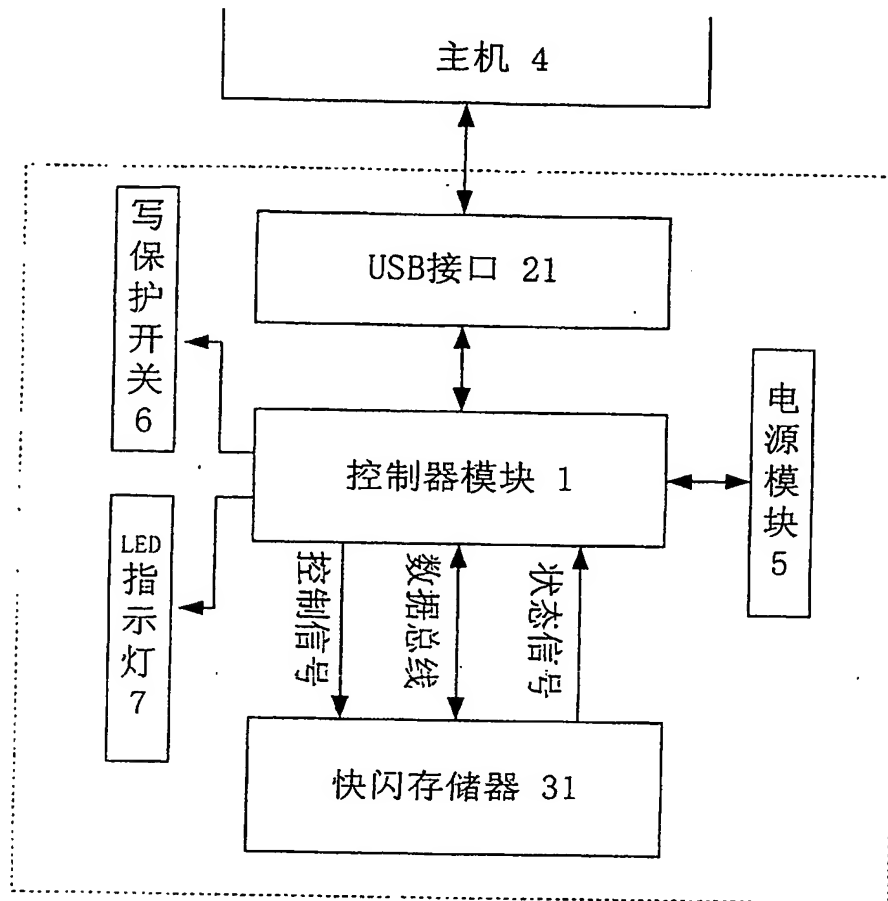 主机 4
USB接口 21
写保护开关6
控制器模块 1
电源模块5
LED指示灯7
控制信号
数据总线
状态信号
快闪存储器 31